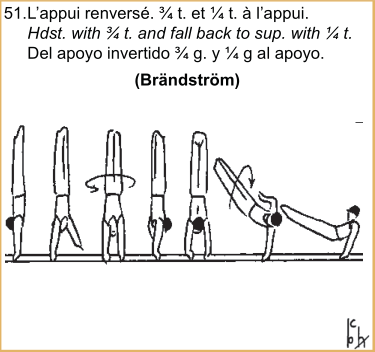 51.L’appui renversé. ¾ t. et ¼ t. à l’appui.
Hdst. with ¾ t. and fall back to sup. with ¼ t.
Del apoyo invertido ¾ g. y ¼ g al apoyo.
(Brändström)